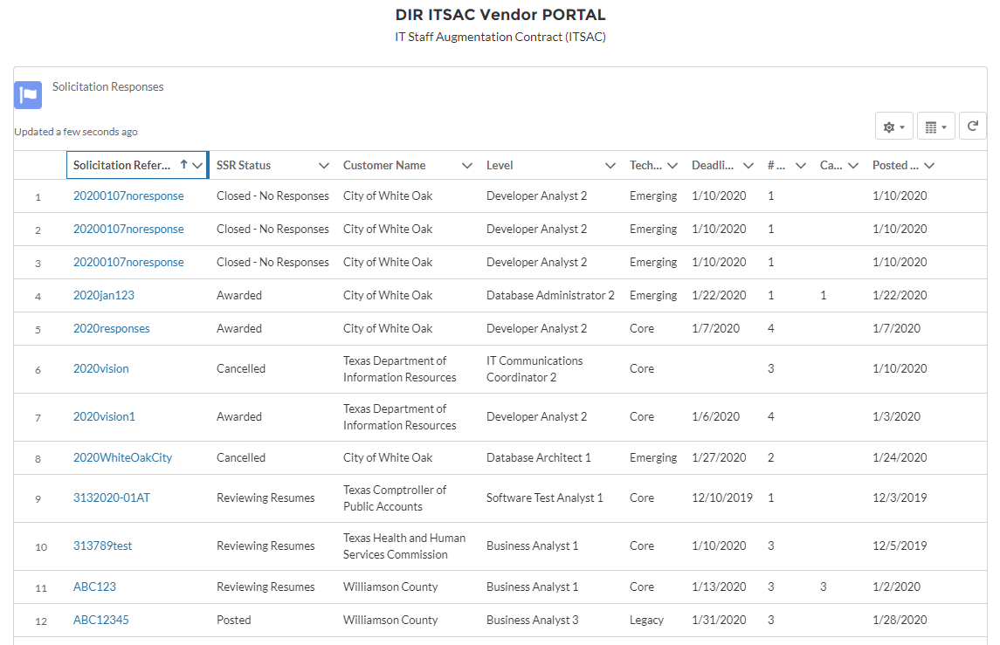 DIR ITSAC Vendor PORTAL
IT Staff Augmentation Contract (ITSAC)
Solicitation Responses
Updated a few seconds ago
Solicitation Refer... SSR Status Customer Name Level Tech... Deadli... # ... Ca... Posted ...
1 20200107noresponse Closed - No Responses City of White Oak Developer Analyst 2 Emerging 1/10/2020 1 1/10/2020
2 20200107noresponse Closed - No Responses City of White Oak Developer Analyst 2 Emerging 1/10/2020 1 1/10/2020
3 20200107noresponse Closed - No Responses City of White Oak Developer Analyst 2 Emerging 1/10/2020 1 1/10/2020
4 2020jan123 Awarded City of White Oak Database Administrator 2 Emerging 1/22/2020 1 1 1/22/2020
5 2020responses Awarded City of White Oak Developer Analyst 2 Core 1/7/2020 4 1/7/2020
6 2020vision Cancelled Texas Department of Information Resources IT Communications Coordinator 2 Core 3 1/10/2020
7 2020vision1 Awarded Texas Department of Information Resources Developer Analyst 2 Core 1/6/2020 4 1/3/2020
8 2020WhiteOakCity Cancelled City of White Oak Database Architect 1 Emerging 1/27/2020 2 1/24/2020
9 3132020-01AT Reviewing Resumes Texas Comptroller of Public Accounts Software Test Analyst 1 Core 12/10/2019 1 12/3/2019
10 313789test Reviewing Resumes Texas Health and Human Services Commission Business Analyst 1 Core 1/10/2020 3 12/5/2019
11 ABC123 Reviewing Resumes Williamson County Business Analyst 1 Core 1/13/2020 3 3 1/2/2020
12 ABC12345 Posted Williamson County Business Analyst 3 Legacy 1/31/2020 3 1/28/2020